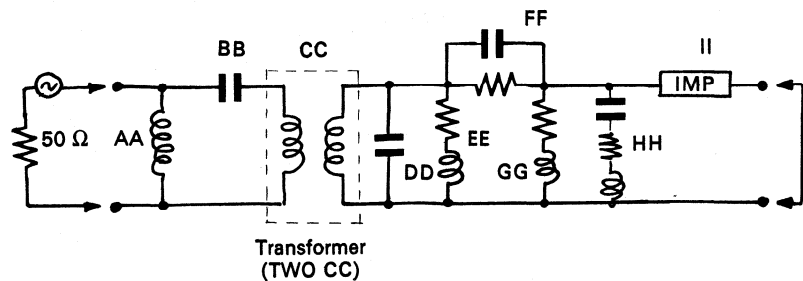 FF
BB
CC
II
IMP
50 Ω
AA
EE
HH
DD
GG
Transformer
(TWO CC)